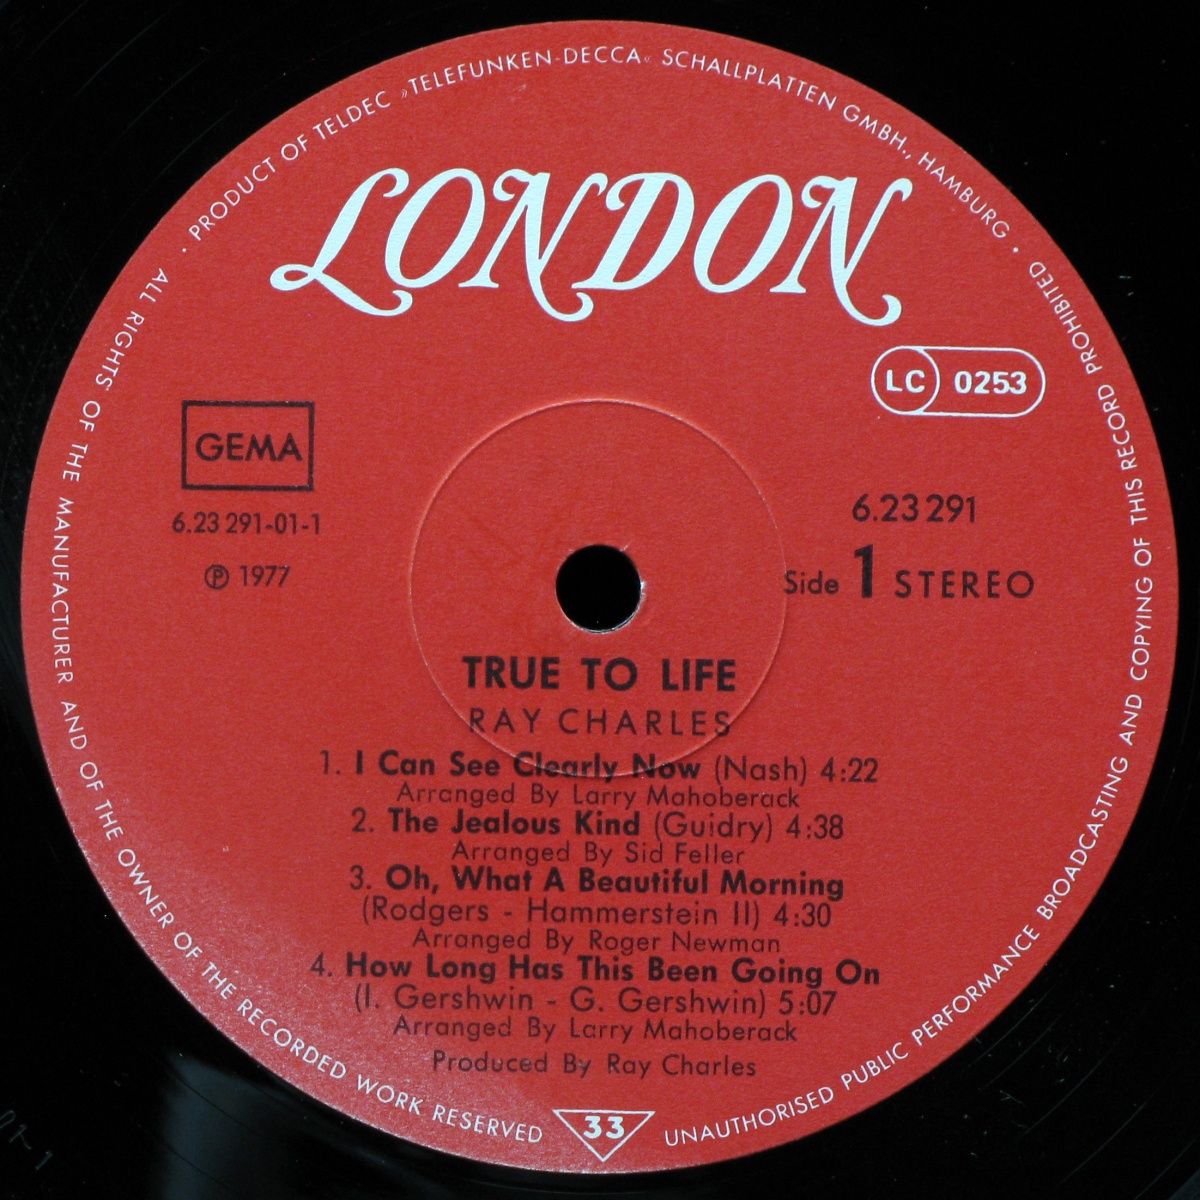 · PRODUCT OF TELDEC »TELEFUNKEN-DECCA« SCHALLPLATTEN GMBH., HAMBURG ·
LONDON
LC 0253
GEMA
6.23 291-01-1
℗ 1977
6.23 291
Side 1 STEREO
TRUE TO LIFE
RAY CHARLES
1. I Can See Clearly Now (Nash) 4:22
Arranged By Larry Mahoberack
2. The Jealous Kind (Guidry) 4:38
Arranged By Sid Feller
3. Oh, What A Beautiful Morning
(Rodgers - Hammerstein II) 4:30
Arranged By Roger Newman
4. How Long Has This Been Going On
(I. Gershwin - G. Gershwin) 5:07
Arranged By Larry Mahoberack
Produced By Ray Charles
33
ALL RIGHTS OF THE MANUFACTURER AND OF THE OWNER OF THE RECORDED WORK RESERVED
UNAUTHORISED PUBLIC PERFORMANCE BROADCASTING AND COPYING OF THIS RECORD PROHIBITED